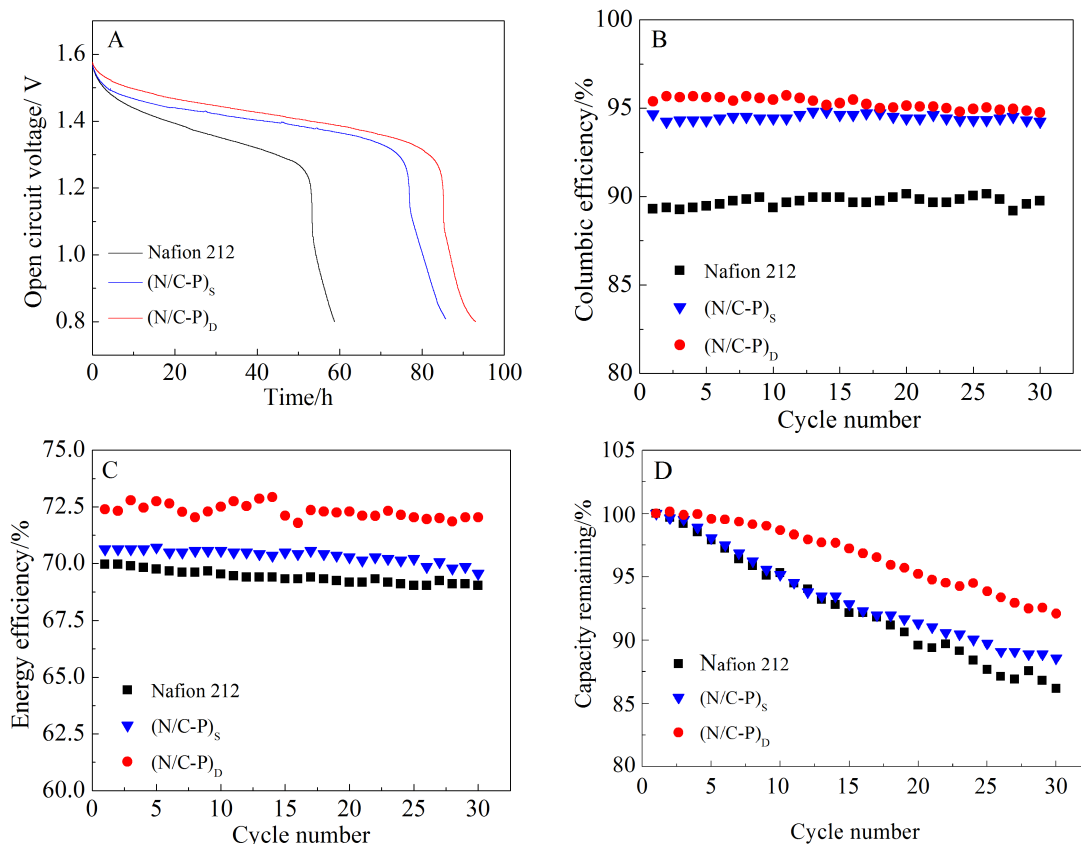 A
Open circuit voltage/ V
1.6
1.4
1.2
1.0
0.8
Nafion 212
(N/C-P)S
(N/C-P)D
0 20 40 60 80 100
Time/h
B
Columbic efficiency/%
100
95
90
85
80
Nafion 212
(N/C-P)S
(N/C-P)D
0 5 10 15 20 25 30
Cycle number
C
Energy efficiency/%
75.0
72.5
70.0
67.5
65.0
62.5
60.0
Nafion 212
(N/C-P)S
(N/C-P)D
0 5 10 15 20 25 30
Cycle number
D
Capacity remaining/%
105
100
95
90
85
80
Nafion 212
(N/C-P)S
(N/C-P)D
0 5 10 15 20 25 30
Cycle number